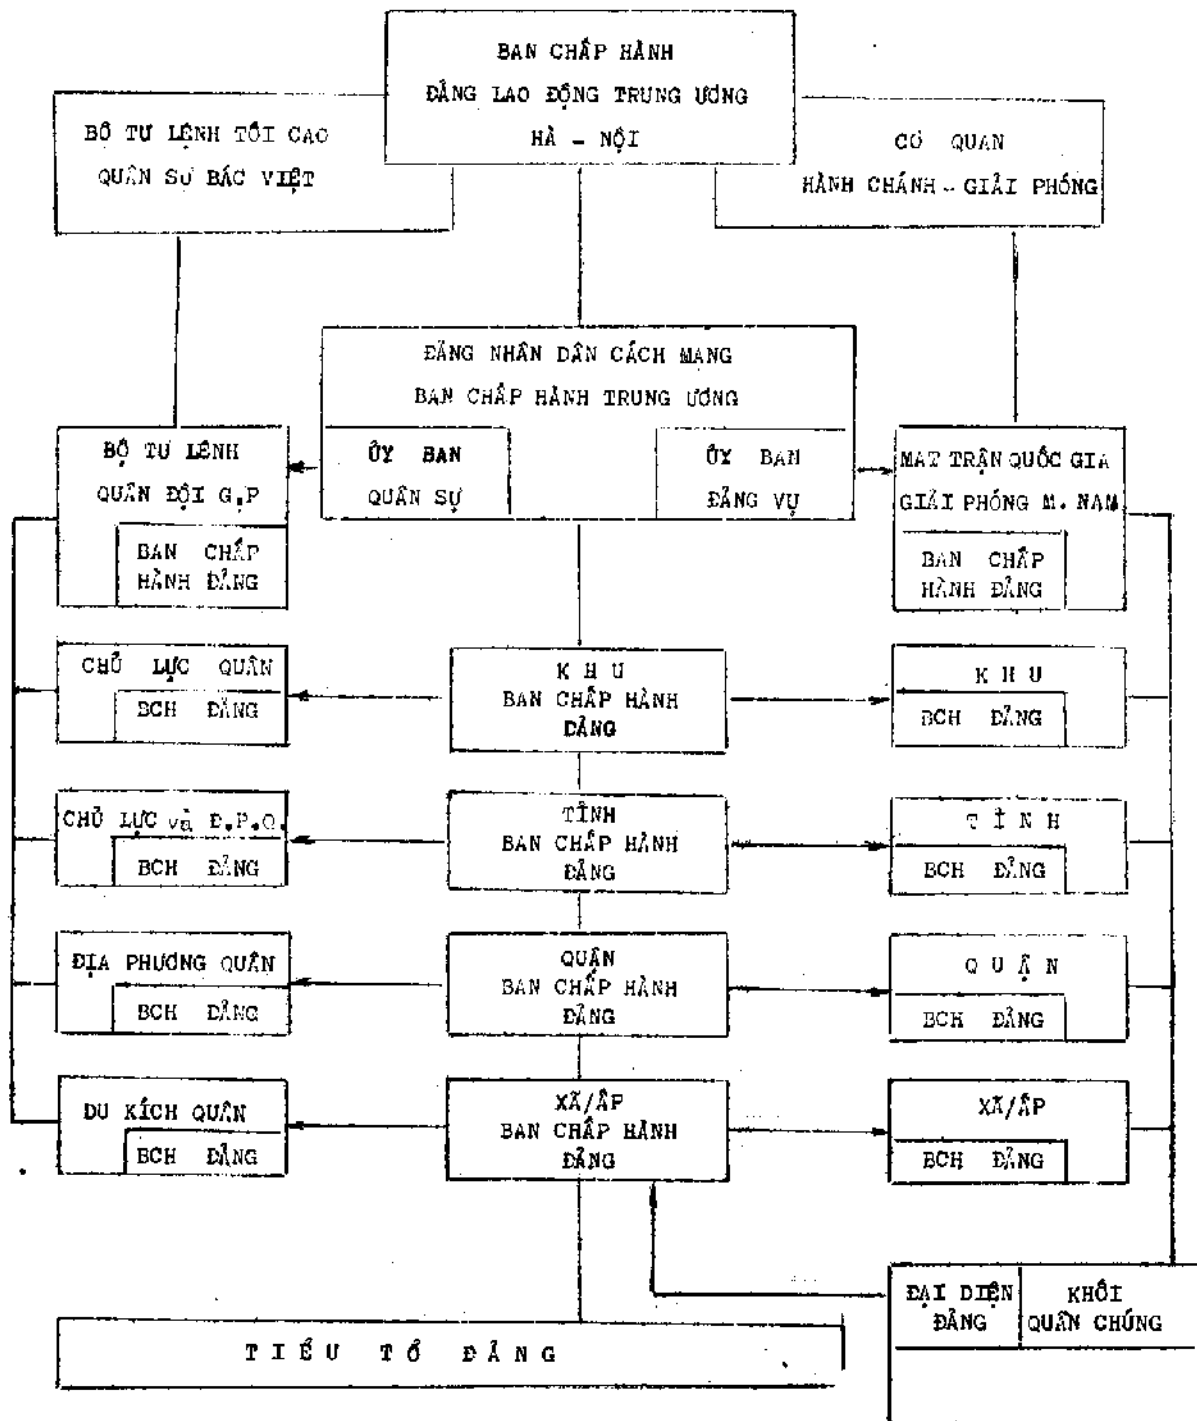 BAN CHẤP HÀNH
ĐẢNG LAO ĐỘNG TRUNG ƯƠNG
HÀ - NỘI
BỘ TƯ LỆNH TỐI CAO
QUÂN SỰ BẮC VIỆT
CƠ QUAN
HÀNH CHÁNH - GIẢI PHÓNG
ĐẢNG NHÂN DÂN CÁCH MẠNG
BAN CHẤP HÀNH TRUNG ƯƠNG
ỦY BAN
QUÂN SỰ
ỦY BAN
ĐẢNG VỤ
BỘ TƯ LỆNH
QUÂN ĐỘI G.P
BAN CHẤP
HÀNH ĐẢNG
MẶT TRẬN QUỐC GIA
GIẢI PHÓNG M. NAM
BAN CHẤP
HÀNH ĐẢNG
CHỦ LỰC QUÂN
BCH ĐẢNG
K H U
BAN CHẤP HÀNH
ĐẢNG
K H U
BCH ĐẢNG
CHỦ LỰC và Đ.P.Q.
BCH ĐẢNG
TỈNH
BAN CHẤP HÀNH
ĐẢNG
T Ỉ N H
BCH ĐẢNG
ĐỊA PHƯƠNG QUÂN
BCH ĐẢNG
QUẬN
BAN CHẤP HÀNH
ĐẢNG
Q U Ậ N
BCH ĐẢNG
DU KÍCH QUÂN
BCH ĐẢNG
XÃ/ẤP
BAN CHẤP HÀNH
ĐẢNG
XÃ/ẤP
BCH ĐẢNG
ĐẠI DIỆN
ĐẢNG
KHỐI
QUẦN CHÚNG
T I Ể U T Ổ Đ Ả N G